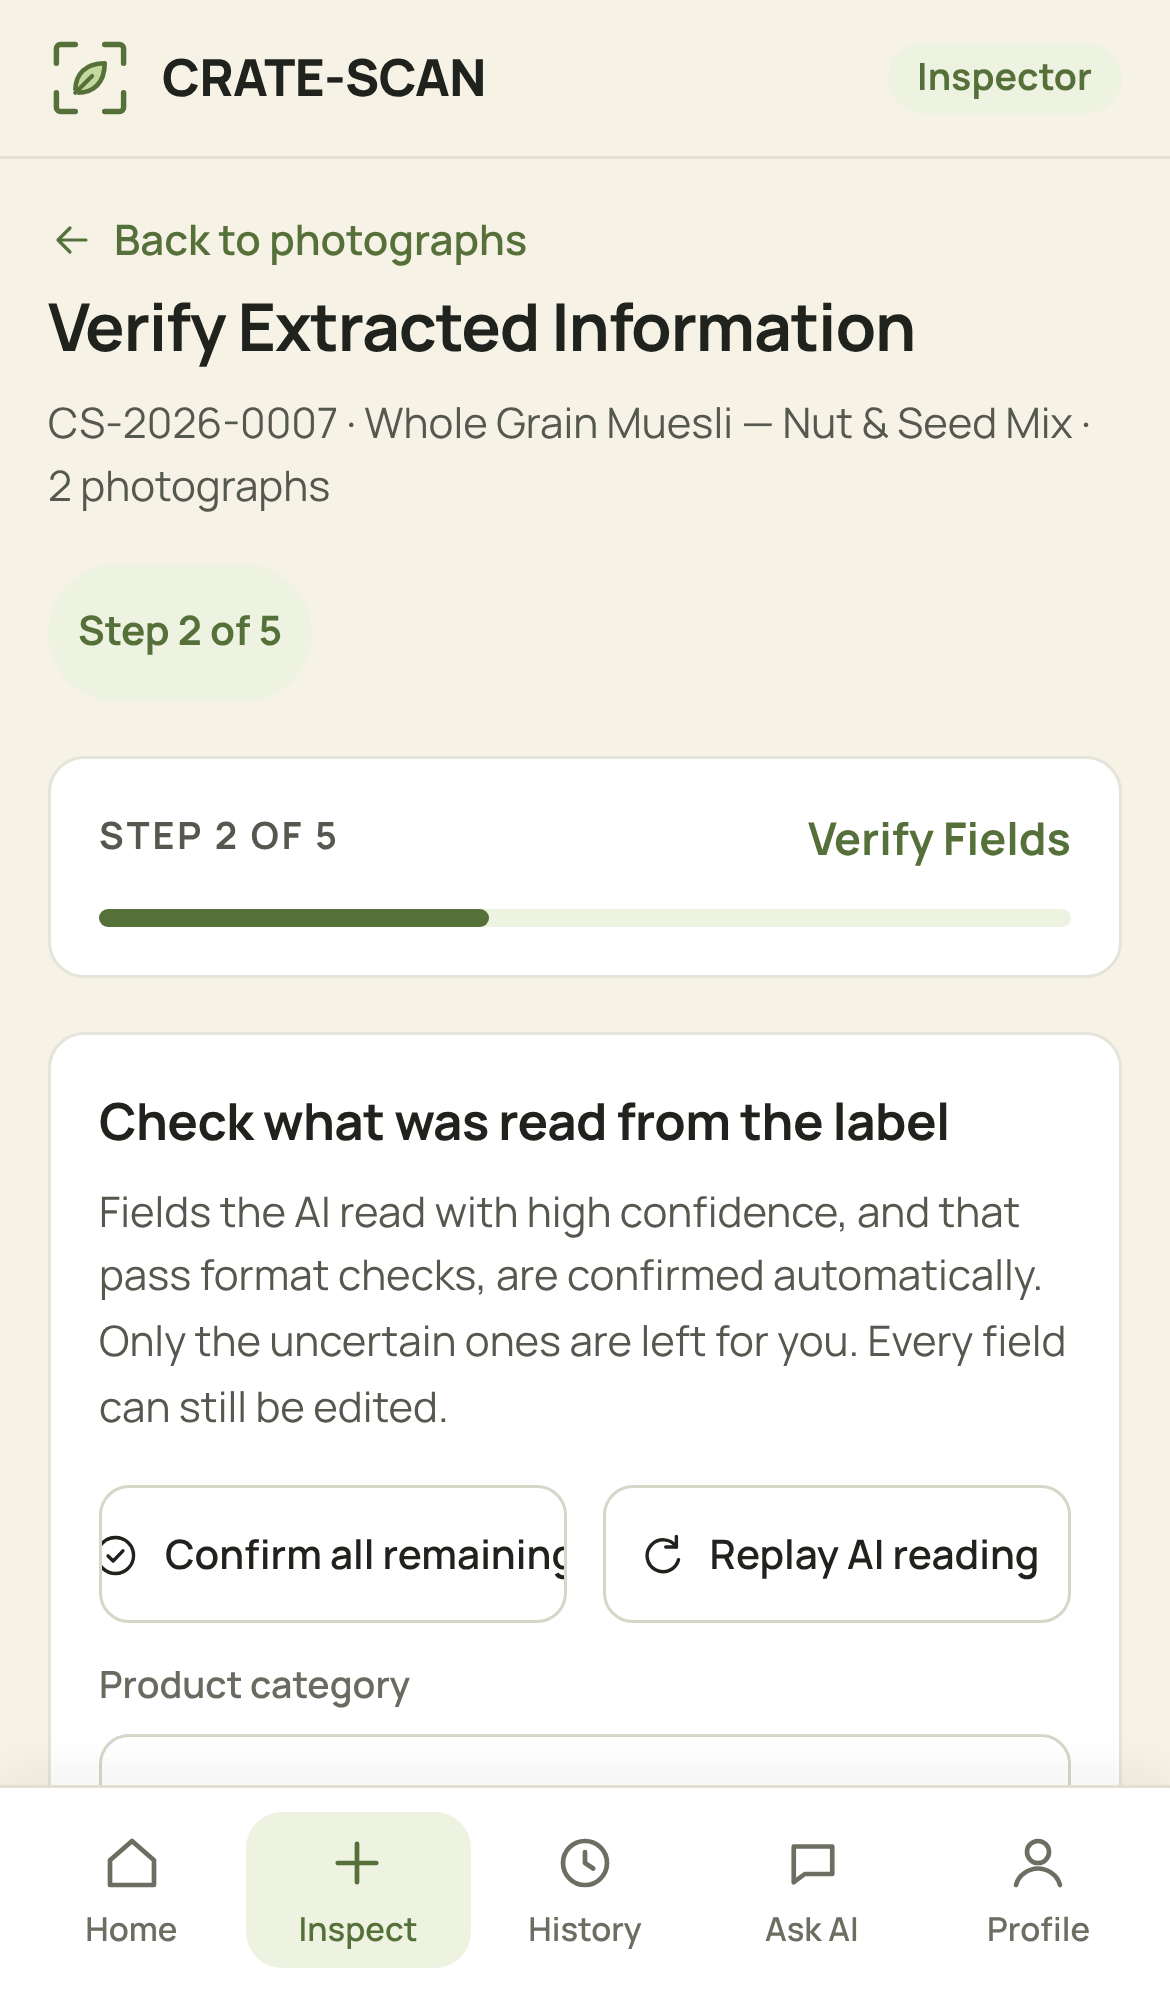 CRATE-SCAN
Inspector
Back to photographs
Verify Extracted Information
CS-2026-0007 · Whole Grain Muesli — Nut & Seed Mix ·
2 photographs
Step 2 of 5
STEP 2 OF 5
Verify Fields
Check what was read from the label
Fields the AI read with high confidence, and that
pass format checks, are confirmed automatically.
Only the uncertain ones are left for you. Every field
can still be edited.
Confirm all remaining
Replay AI reading
Product category
Home
Inspect
History
Ask AI
Profile